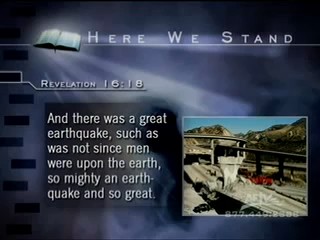 HERE WE STAND
REVELATION 16:18
And there was a great
earthquake, such as
was not since men
were upon the earth,
so mighty an earth-
quake and so great.